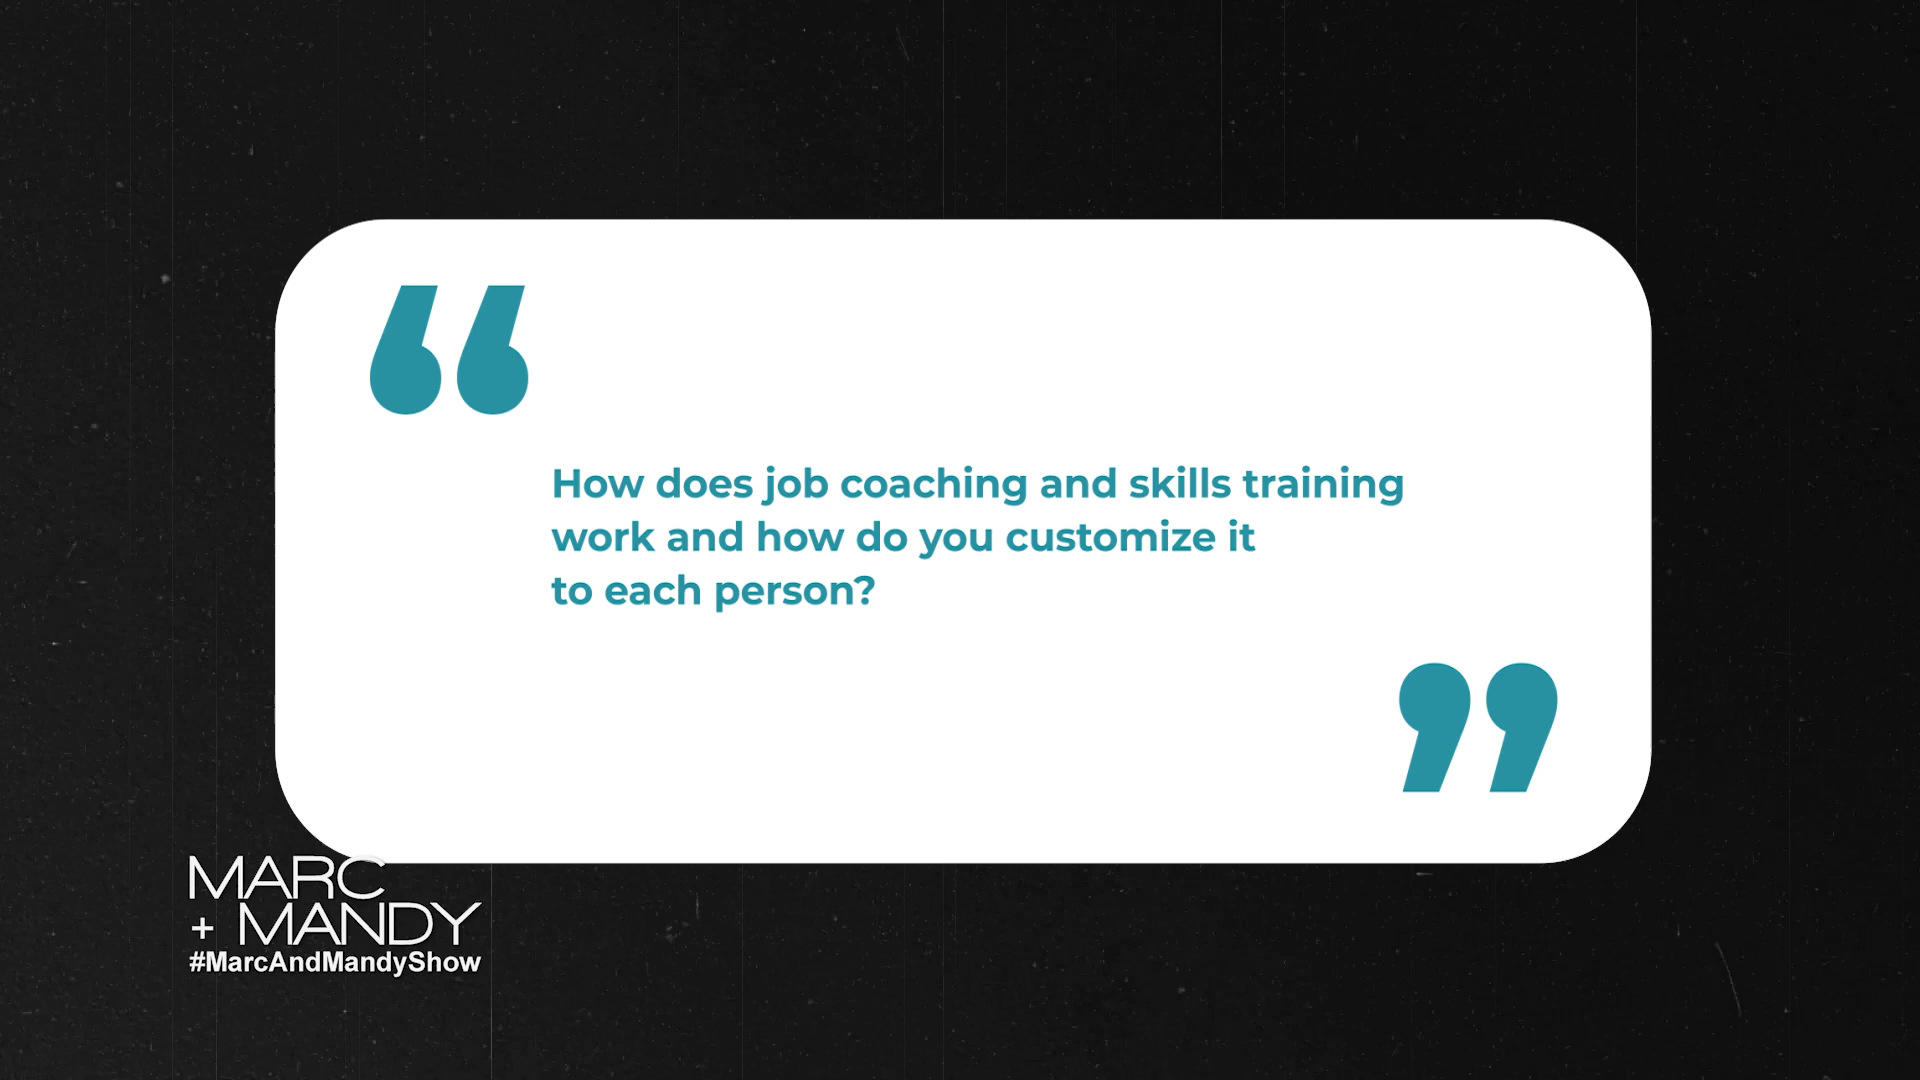 “
How does job coaching and skills training
work and how do you customize it
to each person?
”
MARC
+ MANDY
#MarcAndMandyShow